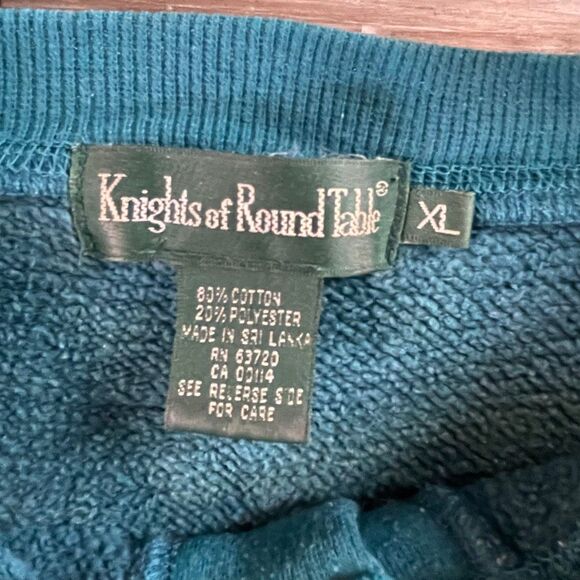 Knights of Round Table®
XL
80% COTTON
20% POLYESTER
MADE IN SRI LANKA
RN 63720
CA 00114
SEE REVERSE SIDE
FOR CARE